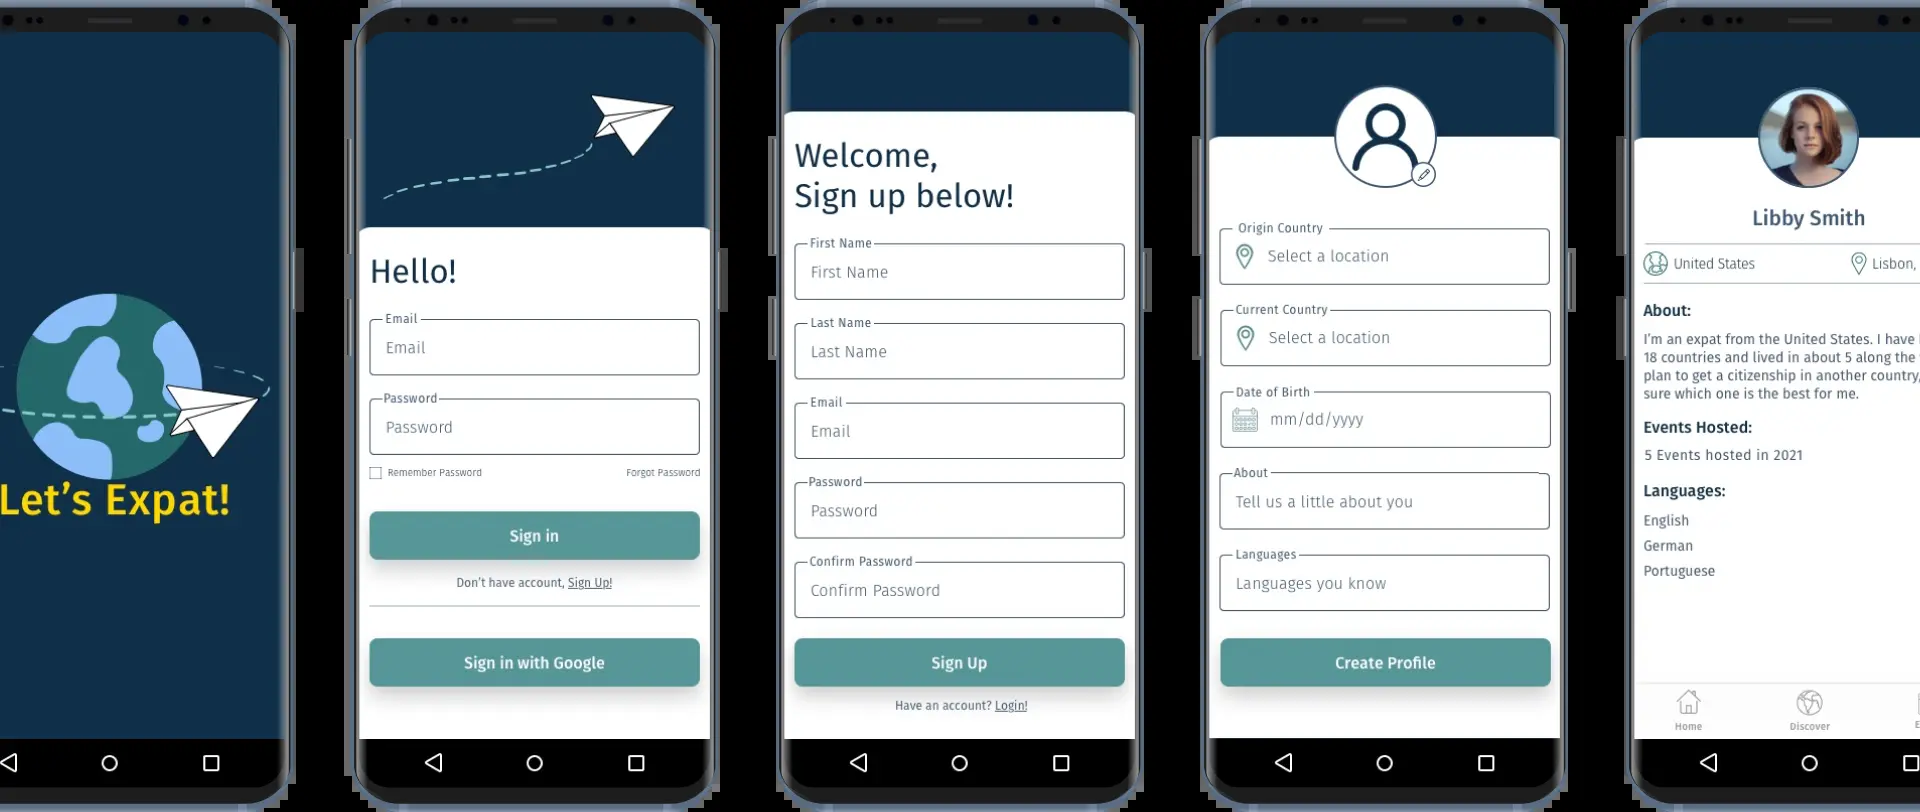 Let's Expat!
Hello!
Email
Email
Password
Password
Remember Password
Forgot Password
Sign in
Don't have account, Sign Up!
Sign in with Google
Welcome,
Sign up below!
First Name
First Name
Last Name
Last Name
Email
Email
Password
Password
Confirm Password
Confirm Password
Sign Up
Have an account? Login!
Origin Country
Select a location
Current Country
Select a location
Date of Birth
mm/dd/yyyy
About
Tell us a little about you
Languages
Languages you know
Create Profile
Libby Smith
United States
Lisbon,
About:
I'm an expat from the United States. I have
18 countries and lived in about 5 along the
plan to get a citizenship in another country,
sure which one is the best for me.
Events Hosted:
5 Events hosted in 2021
Languages:
English
German
Portuguese
Home
Discover